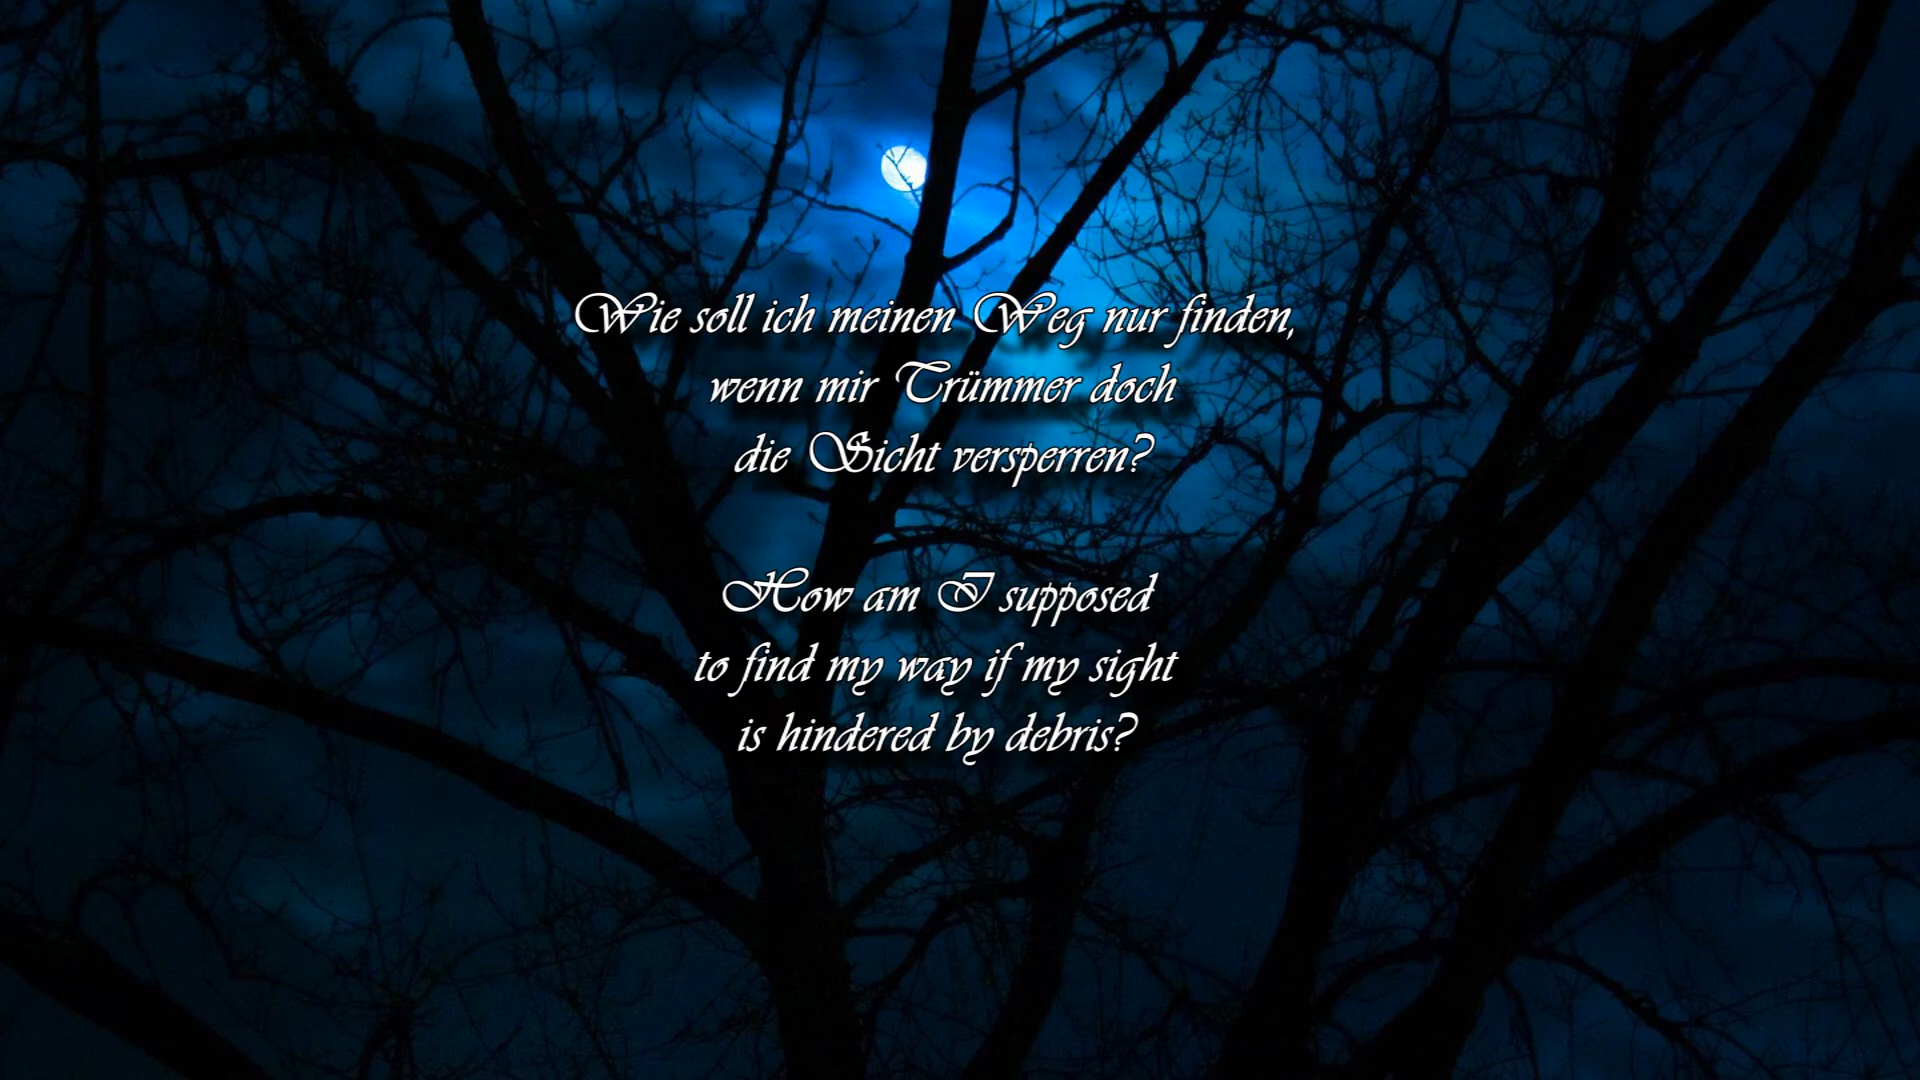 Wie soll ich meinen Weg nur finden,
wenn mir Trümmer doch
die Sicht versperren?
How am I supposed
to find my way if my sight
is hindered by debris?